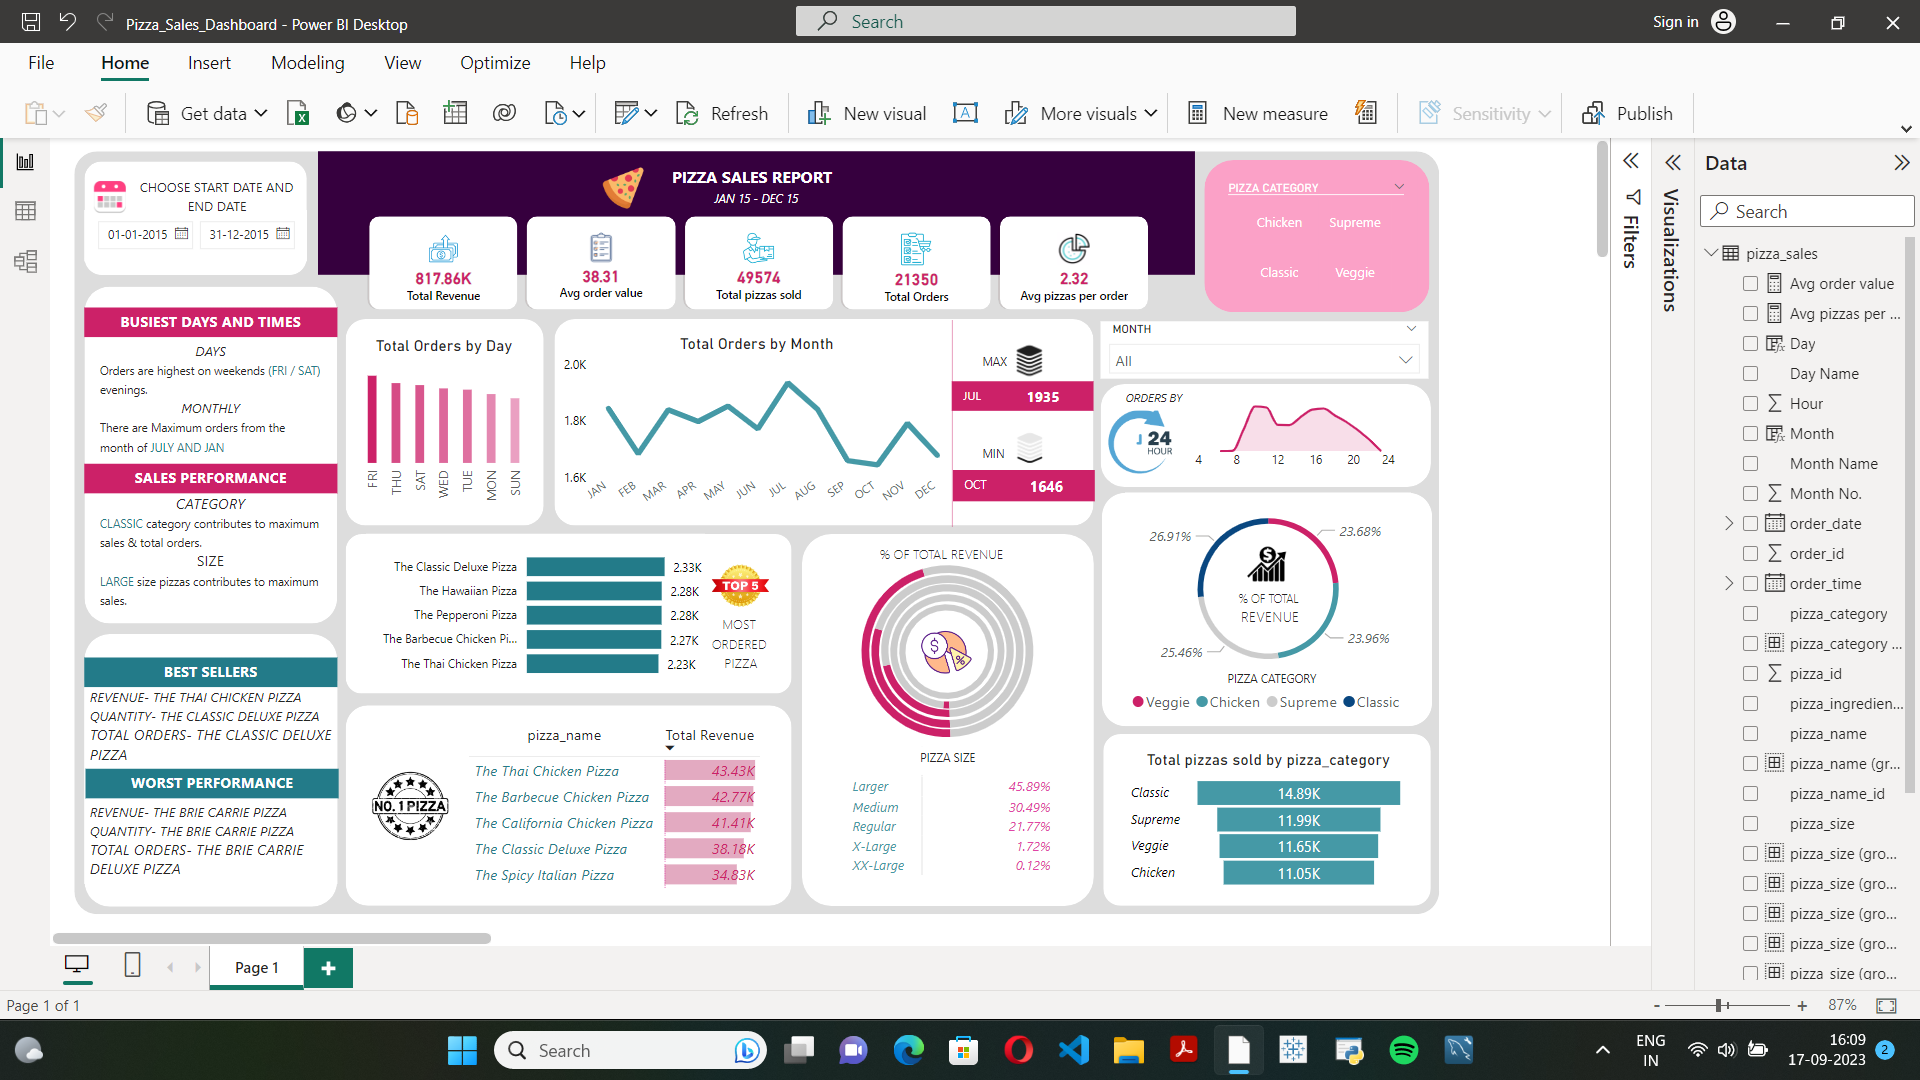 Pizza_Sales_Dashboard - Power BI Desktop
Search
Sign in
File
Home
Insert
Modeling
View
Optimize
Help
Get data
Refresh
New visual
More visuals
New measure
Sensitivity
Publish
CHOOSE START DATE AND
END DATE
01-01-2015
31-12-2015
PIZZA SALES REPORT
JAN 15 - DEC 15
817.86K
Total Revenue
38.31
Avg order value
49574
Total pizzas sold
21350
Total Orders
2.32
Avg pizzas per order
PIZZA CATEGORY
Chicken
Supreme
Classic
Veggie
BUSIEST DAYS AND TIMES
DAYS
Orders are highest on weekends (FRI / SAT)
evenings.
MONTHLY
There are Maximum orders from the
month of JULY AND JAN
SALES PERFORMANCE
CATEGORY
CLASSIC category contributes to maximum
sales & total orders.
SIZE
LARGE size pizzas contributes to maximum
sales.
BEST SELLERS
REVENUE- THE THAI CHICKEN PIZZA
QUANTITY- THE CLASSIC DELUXE PIZZA
TOTAL ORDERS- THE CLASSIC DELUXE
PIZZA
WORST PERFORMANCE
REVENUE- THE BRIE CARRIE PIZZA
QUANTITY- THE BRIE CARRIE PIZZA
TOTAL ORDERS- THE BRIE CARRIE
DELUXE PIZZA
Total Orders by Day
FRI
THU
SAT
WED
TUE
MON
SUN
Total Orders by Month
2.0K
1.8K
1.6K
JAN
FEB
MAR
APR
MAY
JUN
JUL
AUG
SEP
OCT
NOV
DEC
MAX
JUL 1935
MIN
OCT 1646
MONTH
All
ORDERS BY
24
HOUR
4 8 12 16 20 24
The Classic Deluxe Pizza 2.33K
The Hawaiian Pizza 2.28K
The Pepperoni Pizza 2.28K
The Barbecue Chicken Pi... 2.27K
The Thai Chicken Pizza 2.23K
TOP 5
MOST
ORDERED
PIZZA
NO. 1 PIZZA
pizza_name Total Revenue
The Thai Chicken Pizza 43.43K
The Barbecue Chicken Pizza 42.77K
The California Chicken Pizza 41.41K
The Classic Deluxe Pizza 38.18K
The Spicy Italian Pizza 34.83K
% OF TOTAL REVENUE
PIZZA SIZE
Larger 45.89%
Medium 30.49%
Regular 21.77%
X-Large 1.72%
XX-Large 0.12%
26.91%
23.68%
25.46%
23.96%
% OF TOTAL
REVENUE
PIZZA CATEGORY
Veggie Chicken Supreme Classic
Total pizzas sold by pizza_category
Classic 14.89K
Supreme 11.99K
Veggie 11.65K
Chicken 11.05K
Filters
Visualizations
Data
Search
pizza_sales
Avg order value
Avg pizzas per ...
Day
Day Name
Hour
Month
Month Name
Month No.
order_date
order_id
order_time
pizza_category
pizza_category ...
pizza_id
pizza_ingredien...
pizza_name
pizza_name (gr...
pizza_name_id
pizza_size
pizza_size (gro...
pizza_size (gro...
pizza_size (gro...
pizza_size (gro...
pizza_size (gro...
Page 1
Page 1 of 1
87%
Search
ENG
IN
16:09
17-09-2023
2